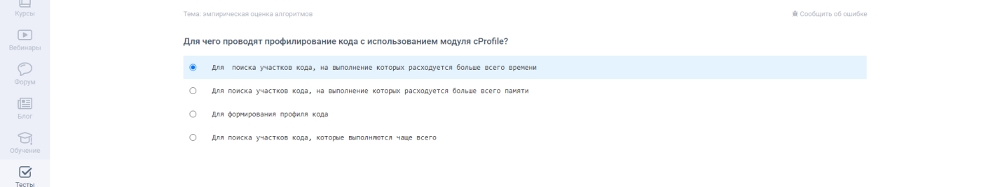 Курсы
Вебинары
Форум
Блог
Обучение
Тесты
Тема: эмпирическая оценка алгоритмов
Сообщить об ошибке
Для чего проводят профилирование кода с использованием модуля cProfile?
Для поиска участков кода, на выполнение которых расходуется больше всего времени
Для поиска участков кода, на выполнение которых расходуется больше всего памяти
Для формирования профиля кода
Для поиска участков кода, которые выполняются чаще всего